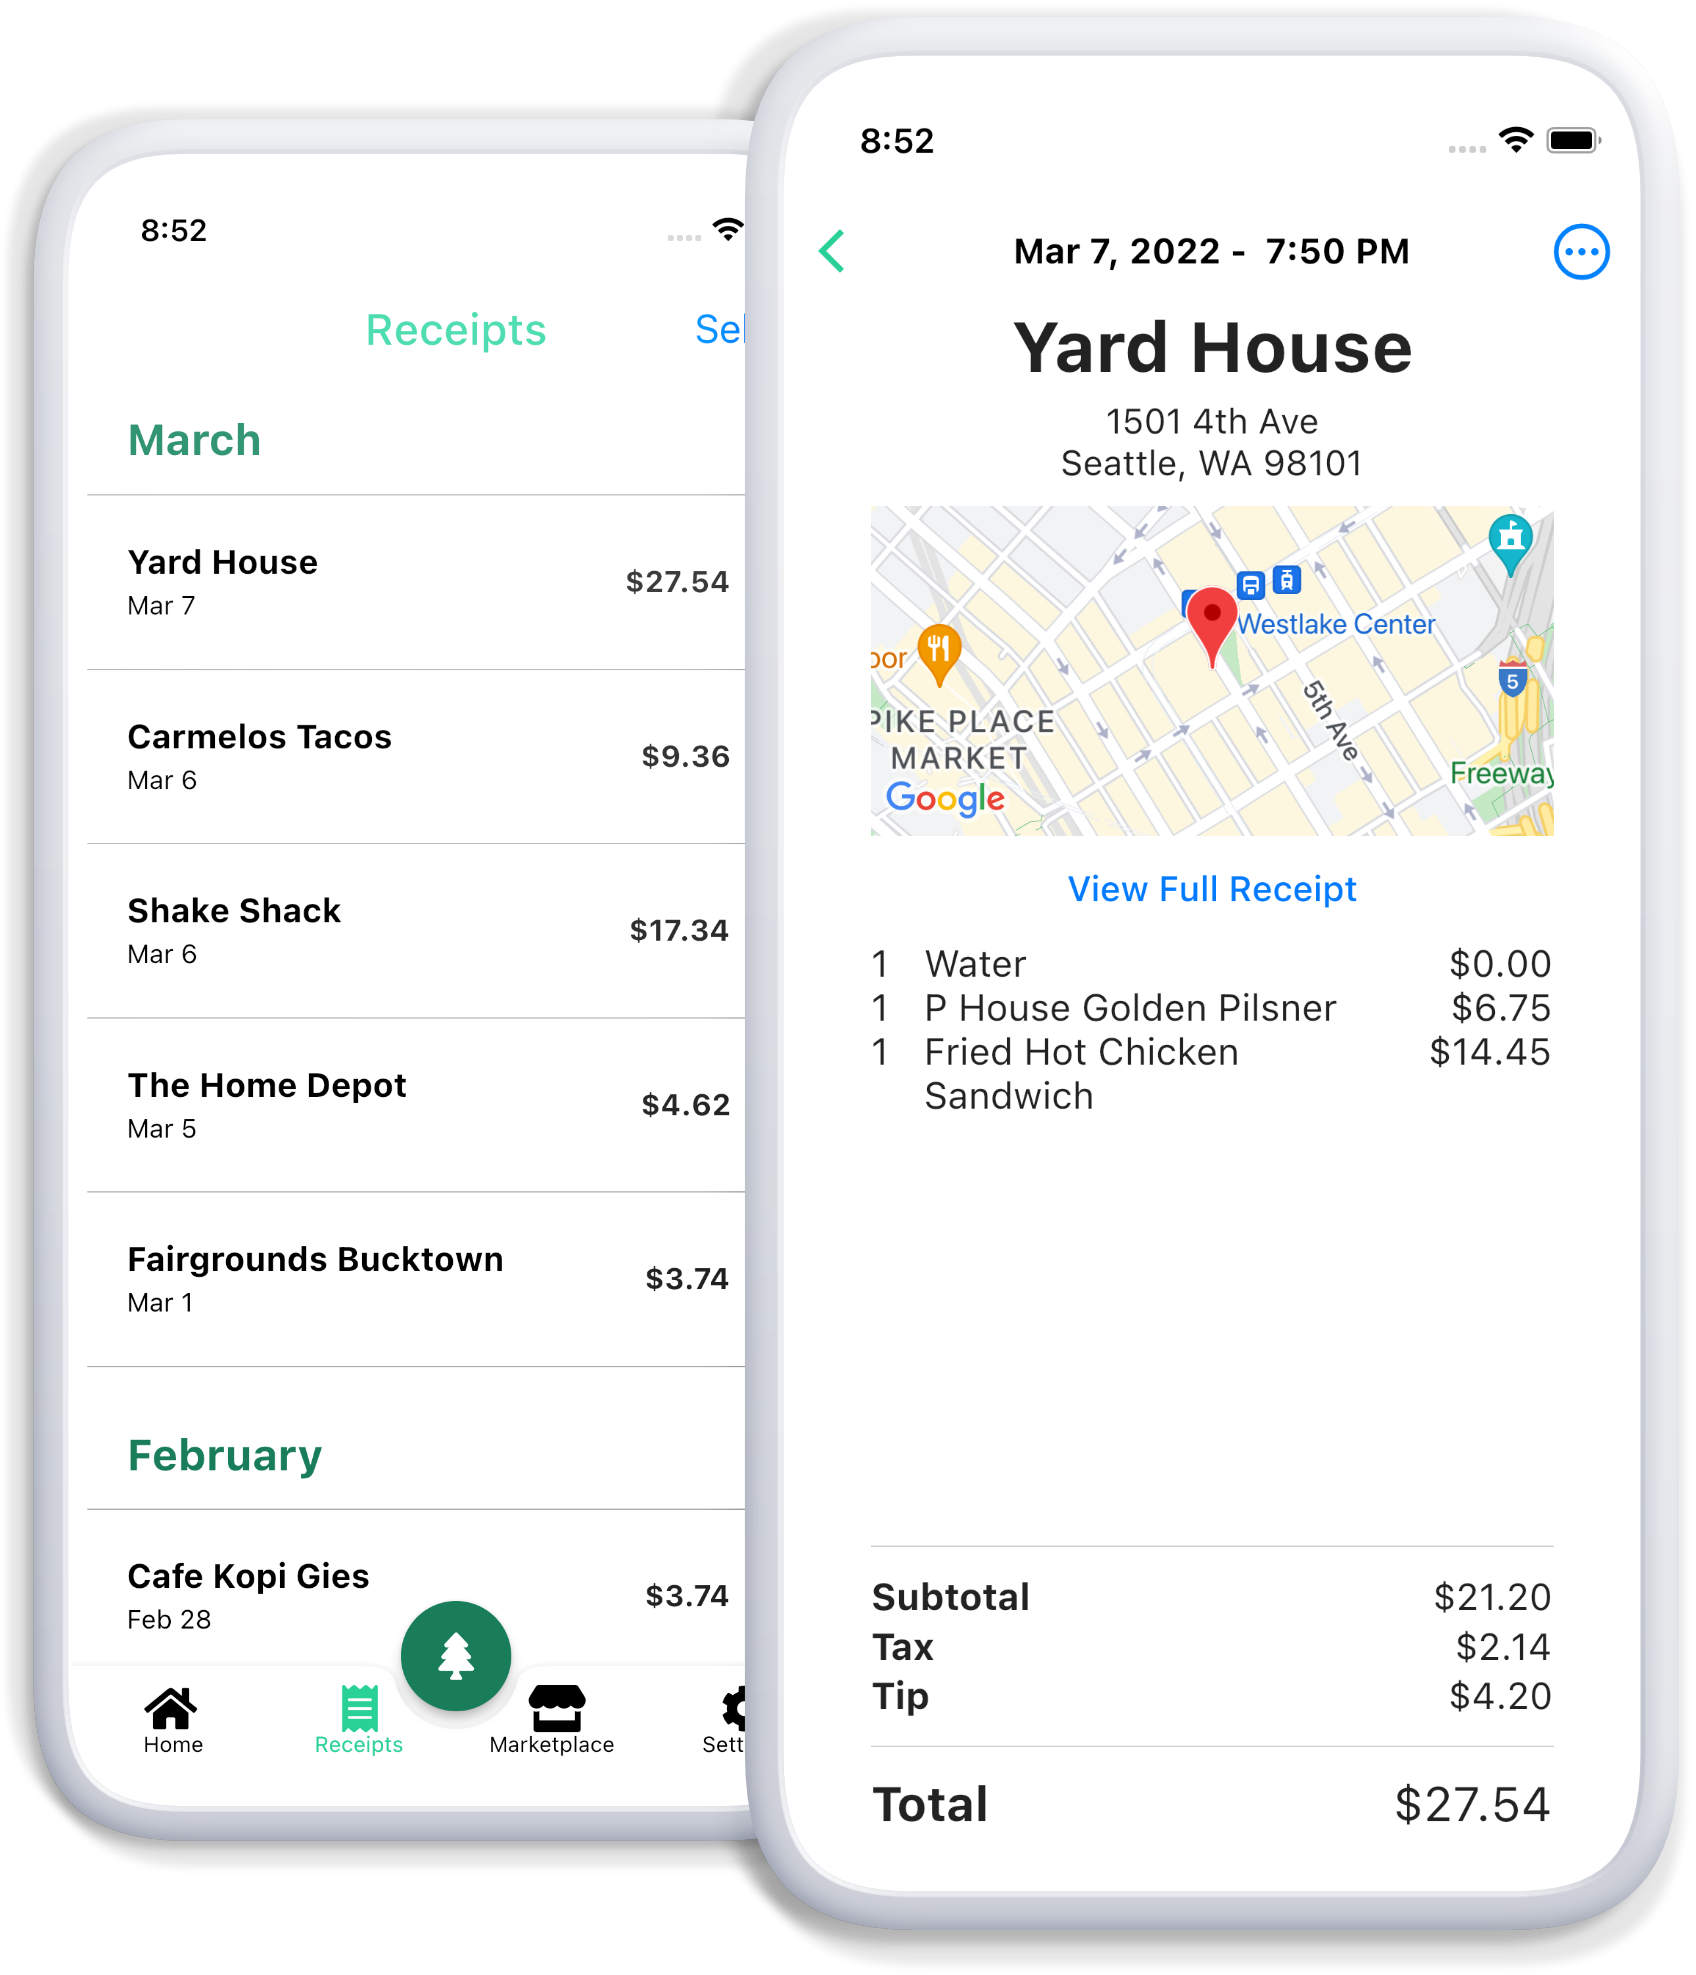 8:52
Receipts
Sel
March
Yard House
$27.54
Mar 7
Carmelos Tacos
$9.36
Mar 6
Shake Shack
$17.34
Mar 6
The Home Depot
$4.62
Mar 5
Fairgrounds Bucktown
$3.74
Mar 1
February
Cafe Kopi Gies
$3.74
Feb 28
Home
Receipts
Marketplace
Sett
8:52
Mar 7, 2022 - 7:50 PM
Yard House
1501 4th Ave
Seattle, WA 98101
Westlake Center
oor
5
5th Ave
PIKE PLACE
MARKET
Freeway
Google
View Full Receipt
1 Water $0.00
1 P House Golden Pilsner $6.75
1 Fried Hot Chicken $14.45
Sandwich
Subtotal $21.20
Tax $2.14
Tip $4.20
Total $27.54